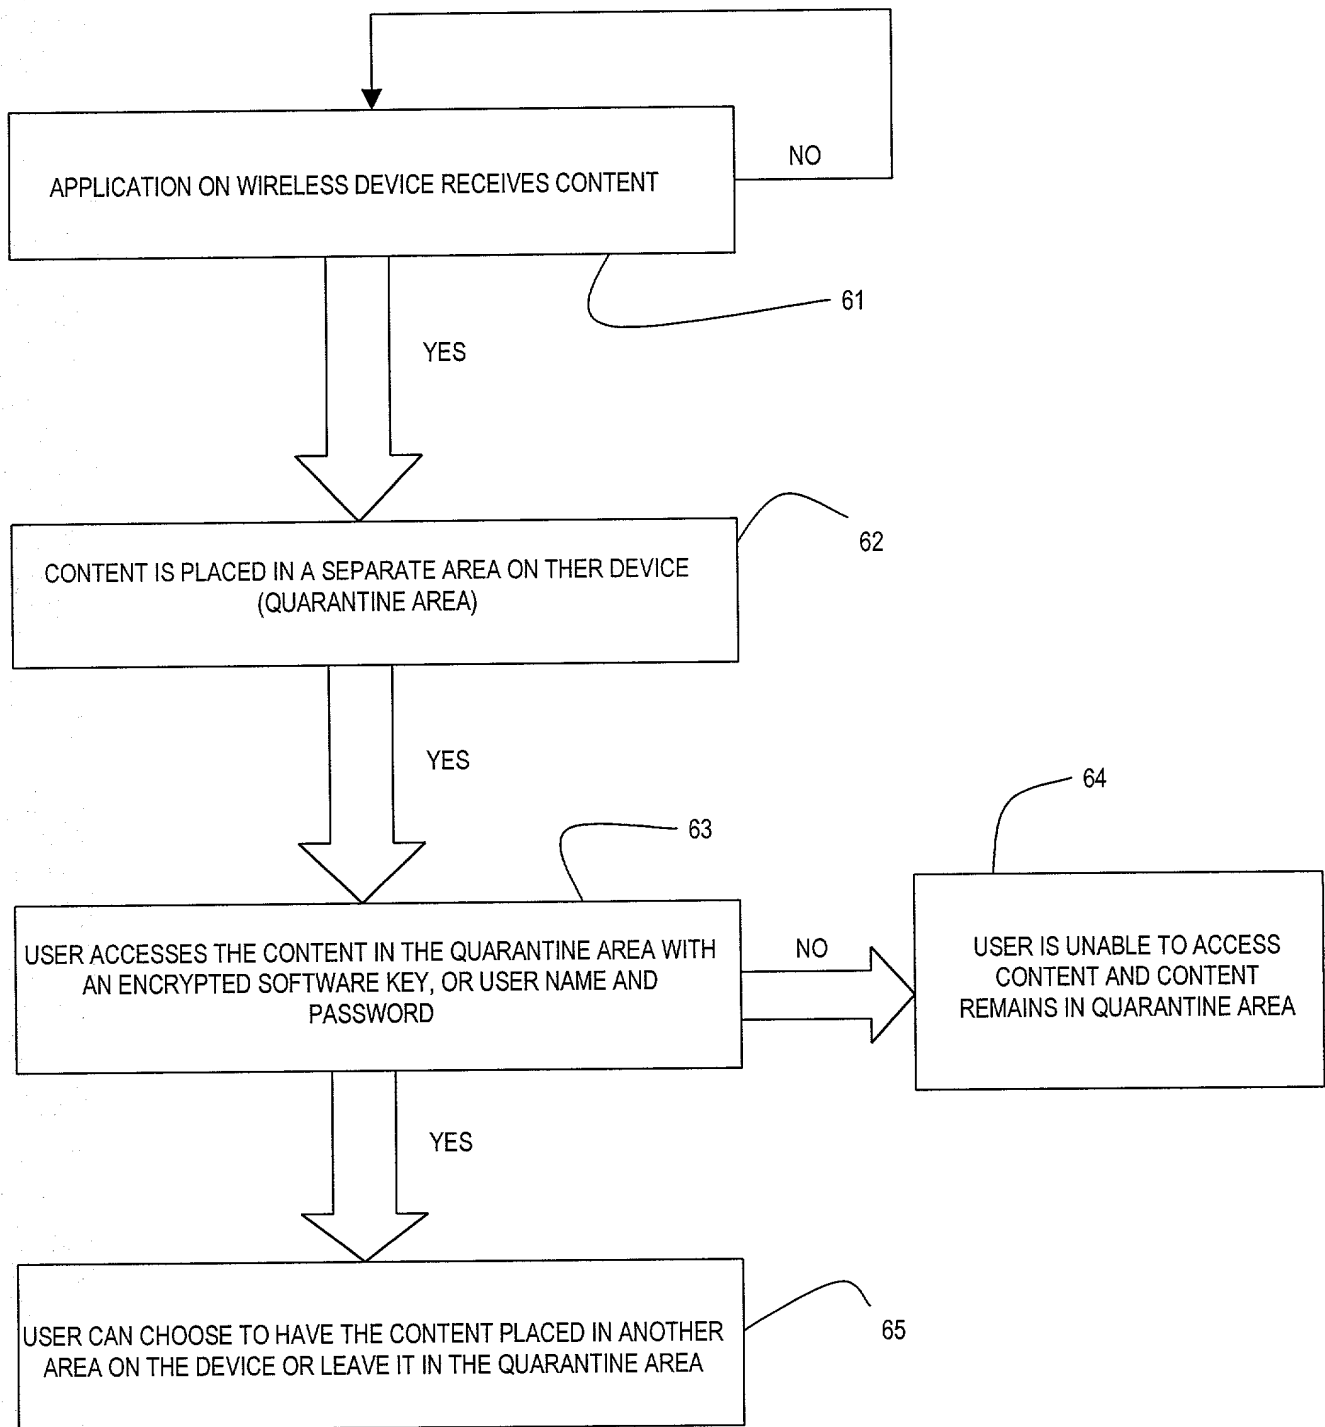 NO
APPLICATION ON WIRELESS DEVICE RECEIVES CONTENT
61
YES
62
CONTENT IS PLACED IN A SEPARATE AREA ON THER DEVICE
(QUARANTINE AREA)
YES
64
63
USER ACCESSES THE CONTENT IN THE QUARANTINE AREA WITH
AN ENCRYPTED SOFTWARE KEY, OR USER NAME AND
PASSWORD
NO
USER IS UNABLE TO ACCESS
CONTENT AND CONTENT
REMAINS IN QUARANTINE AREA
YES
65
USER CAN CHOOSE TO HAVE THE CONTENT PLACED IN ANOTHER
AREA ON THE DEVICE OR LEAVE IT IN THE QUARANTINE AREA